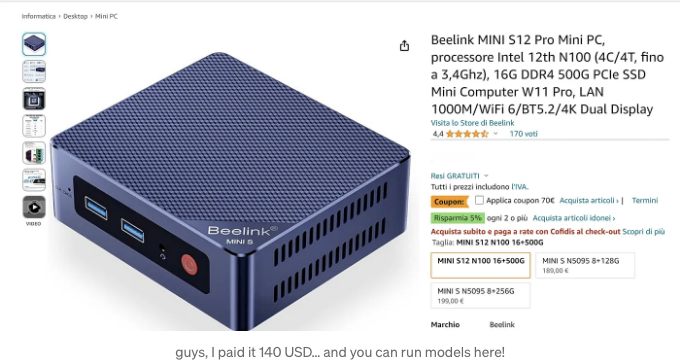 Informatica › Desktop › Mini PC
Beelink MINI S12 Pro Mini PC,
processore Intel 12th N100 (4C/4T, fino
a 3,4Ghz), 16G DDR4 500G PCIe SSD
Mini Computer W11 Pro, LAN
1000M/WiFi 6/BT5.2/4K Dual Display
Visita lo Store di Beelink
4,4 170 voti
Resi GRATUITI
Tutti i prezzi includono l'IVA.
Coupon: Applica coupon 70€ Acquista articoli › | Termini
Risparmia 5% ogni 2 o più Acquista articoli idonei ›
Acquista subito e paga a rate con Cofidis al check-out Scopri di più
Taglia: MINI S12 N100 16+500G
MINI S12 N100 16+500G
MINI S N5095 8+128G
189,00 €
MINI S N5095 8+256G
199,00 €
Marchio Beelink
Beelink®
MINI S
VIDEO
guys, I paid it 140 USD... and you can run models here!